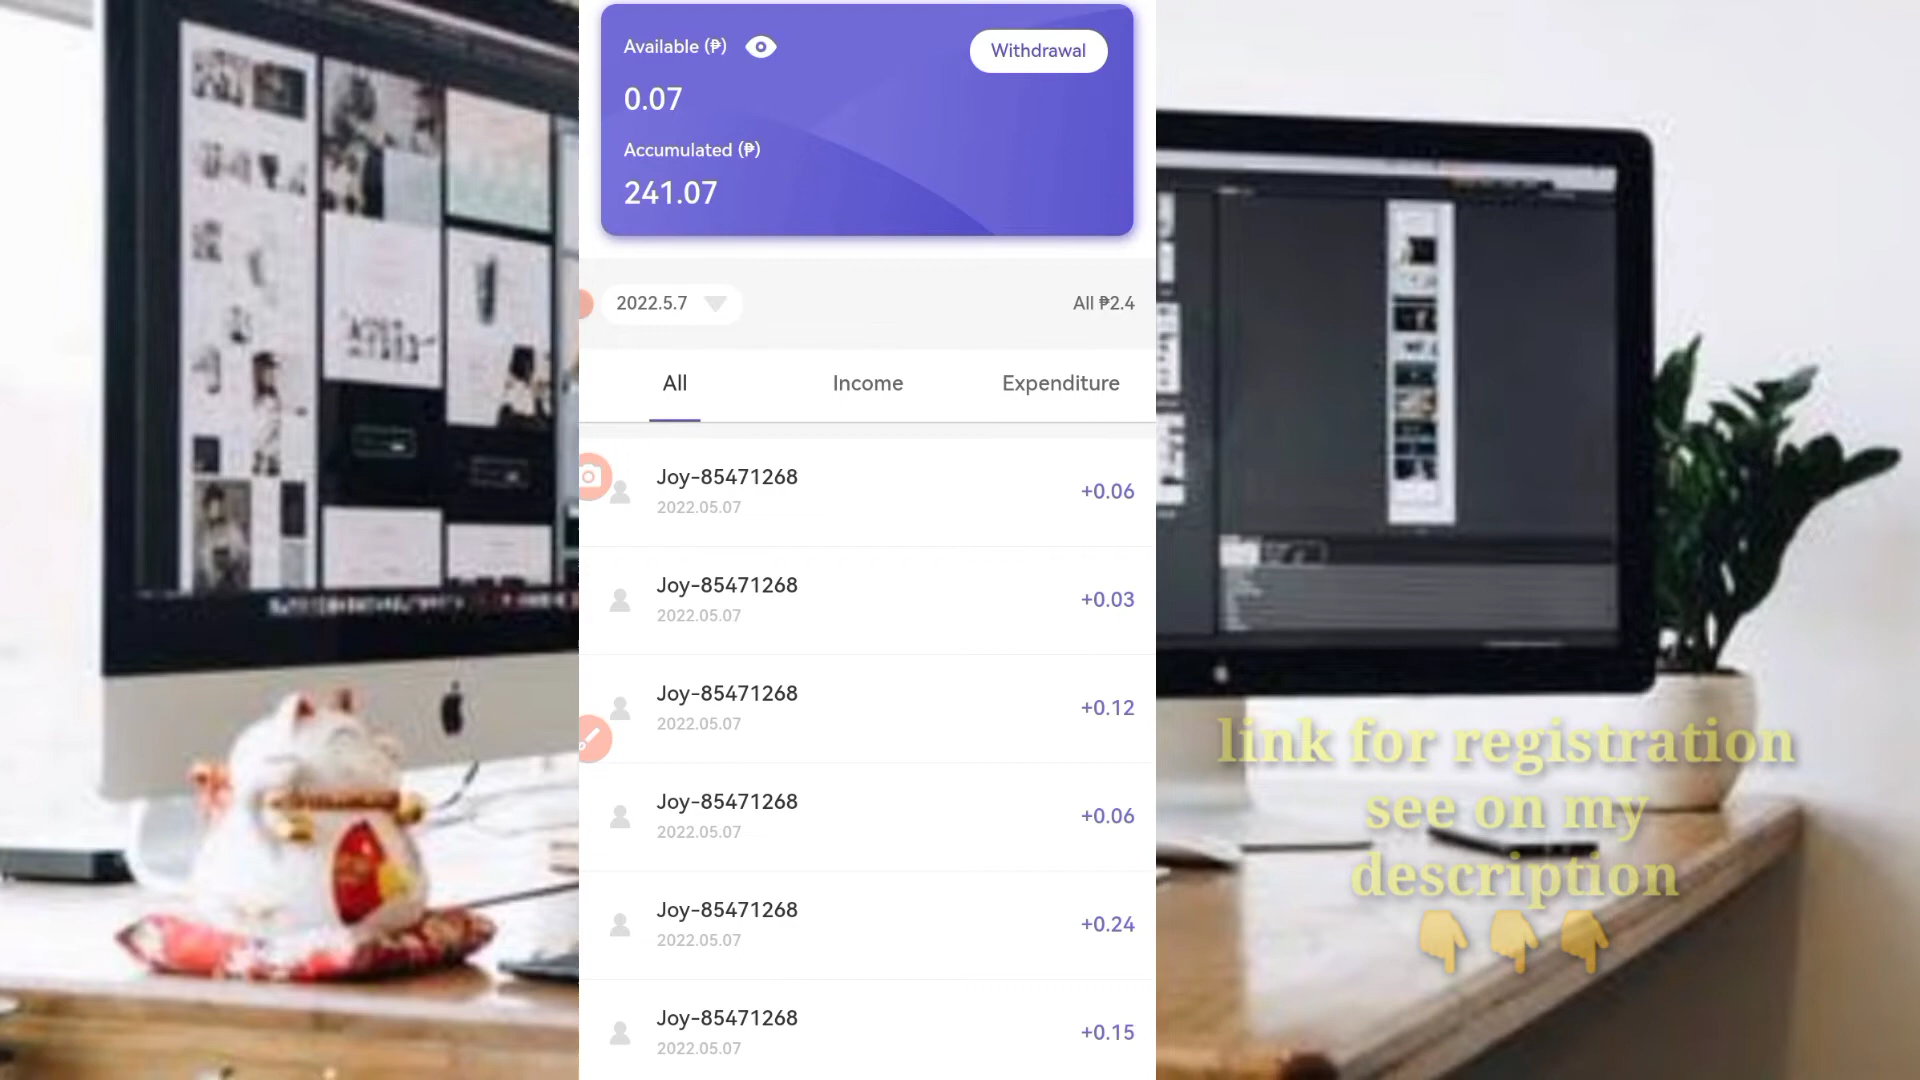 Available (₱)
Withdrawal
0.07
Accumulated (₱)
241.07
2022.5.7
All ₱2.4
All
Income
Expenditure
Joy-85471268
2022.05.07
+0.06
Joy-85471268
2022.05.07
+0.03
Joy-85471268
2022.05.07
+0.12
Joy-85471268
2022.05.07
+0.06
Joy-85471268
2022.05.07
+0.24
Joy-85471268
2022.05.07
+0.15
link for registration
see on my
description
👇👇👇